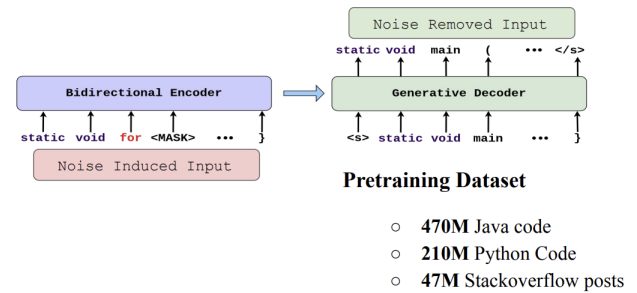 Noise Removed Input
static void main ( ••• </s>
Bidirectional Encoder
Generative Decoder
static void for <MASK> ••• }
<s> static void main ••• }
Noise Induced Input
Pretraining Dataset
○ 470M Java code
○ 210M Python Code
○ 47M Stackoverflow posts